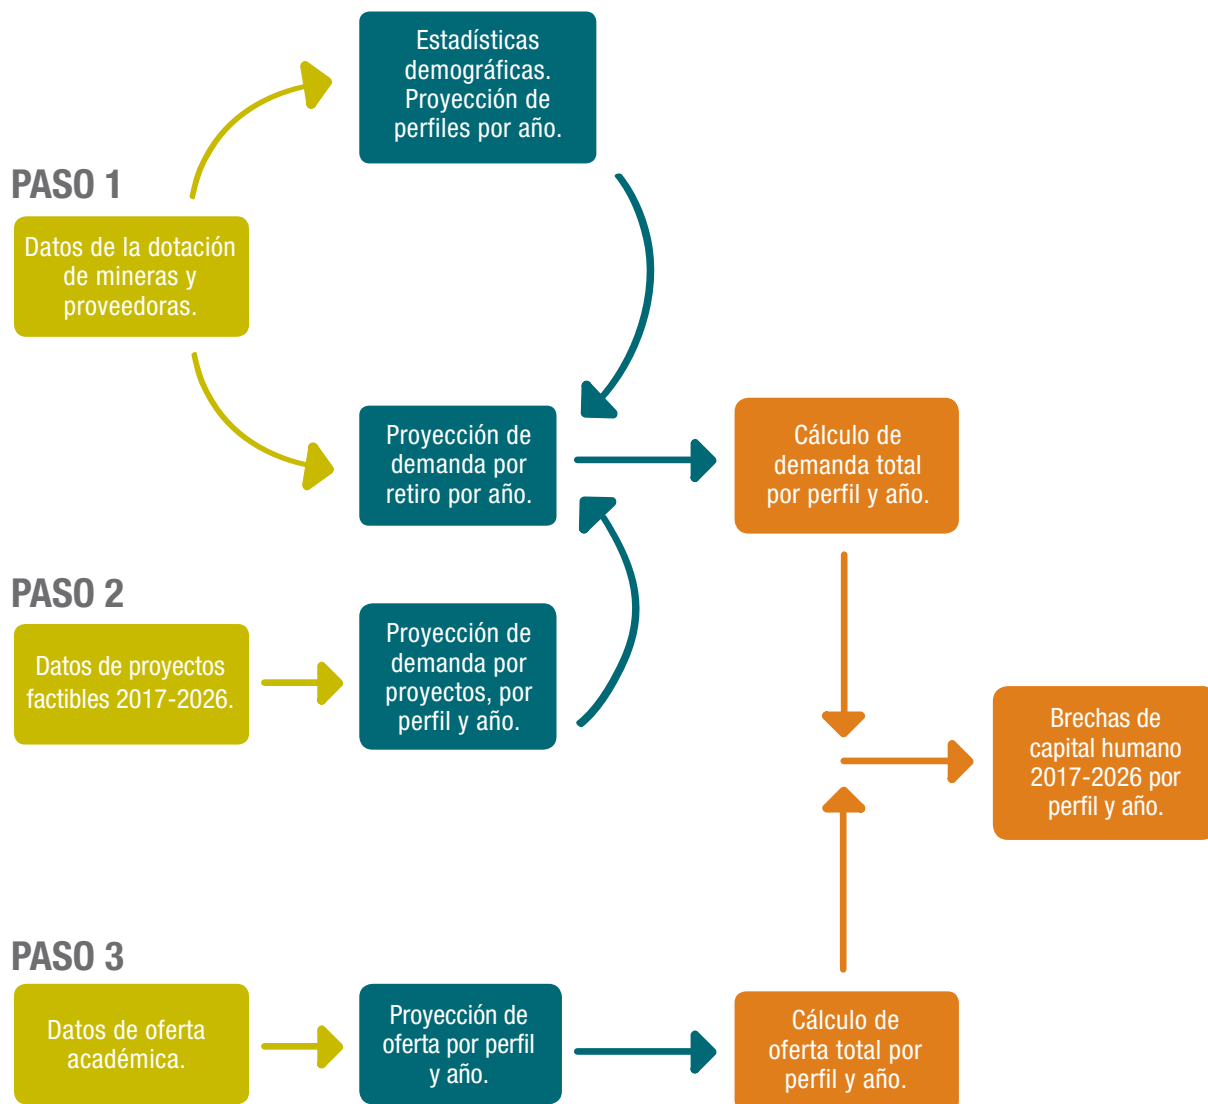 Estadísticas
demográficas.
Proyección de
perfiles por año.
PASO 1
Datos de la dotación
de mineras y
proveedoras.
Proyección de
demanda por
retiro por año.
Cálculo de
demanda total
por perfil y año.
PASO 2
Datos de proyectos
factibles 2017-2026.
Proyección de
demanda por
proyectos, por
perfil y año.
Brechas de
capital humano
2017-2026 por
perfil y año.
PASO 3
Datos de oferta
académica.
Proyección de
oferta por perfil
y año.
Cálculo de
oferta total por
perfil y año.